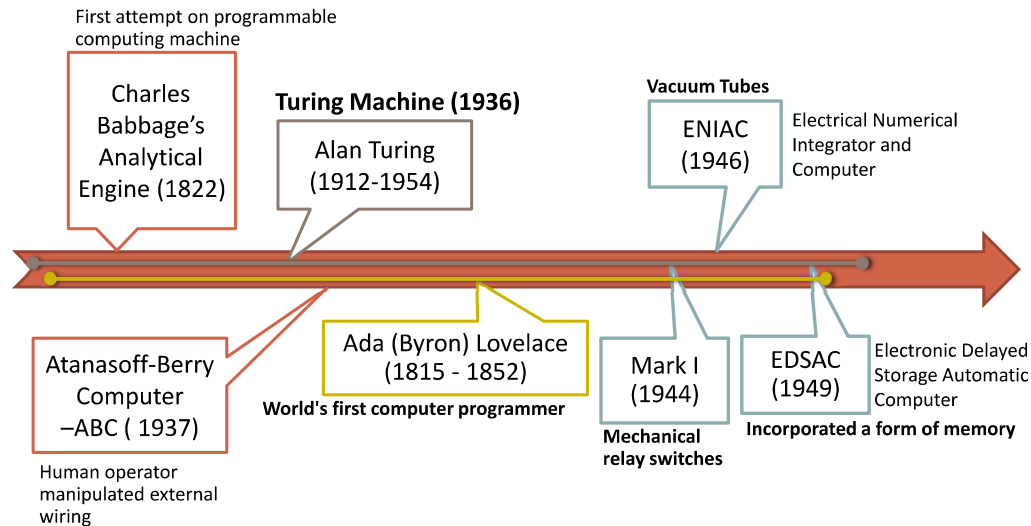 First attempt on programmable
computing machine
Charles
Babbage’s
Analytical
Engine (1822)
Turing Machine (1936)
Alan Turing
(1912-1954)
Vacuum Tubes
ENIAC
(1946)
Electrical Numerical
Integrator and
Computer
Atanasoff-Berry
Computer
–ABC ( 1937)
Human operator
manipulated external
wiring
Ada (Byron) Lovelace
(1815 - 1852)
World's first computer programmer
Mark I
(1944)
Mechanical
relay switches
EDSAC
(1949)
Electronic Delayed
Storage Automatic
Computer
Incorporated a form of memory